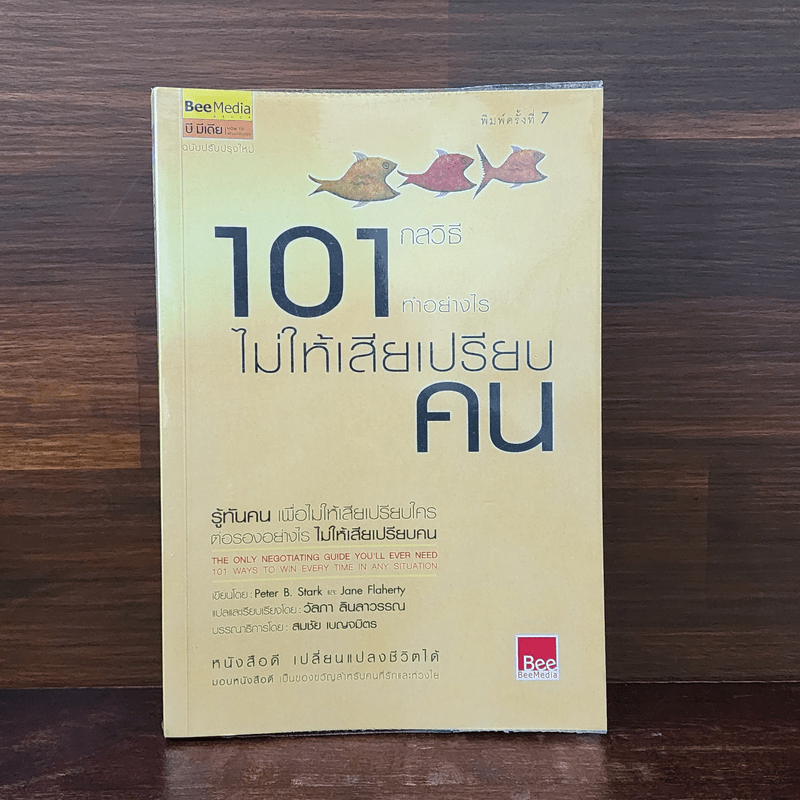 BeeMedia
บี มีเดีย
ฉบับปรับปรุงใหม่
พิมพ์ครั้งที่ 7
101 กลวิธี
ทำอย่างไร
ไม่ให้เสียเปรียบ
คน
รู้ทันคน เพื่อไม่ให้เสียเปรียบใคร
ต่อรองอย่างไร ไม่ให้เสียเปรียบคน
THE ONLY NEGOTIATING GUIDE YOU'LL EVER NEED
101 WAYS TO WIN EVERY TIME IN ANY SITUATION
เขียนโดย : Peter B. Stark และ Jane Flaherty
แปลและเรียบเรียงโดย : วัลภา ลินลาวรรณ
บรรณาธิการโดย : สมชัย เบญจมิตร
หนังสือดี เปลี่ยนแปลงชีวิตได้
มอบหนังสือดี เป็นของขวัญสำหรับคนที่รักและห่วงใย
Bee
BeeMedia